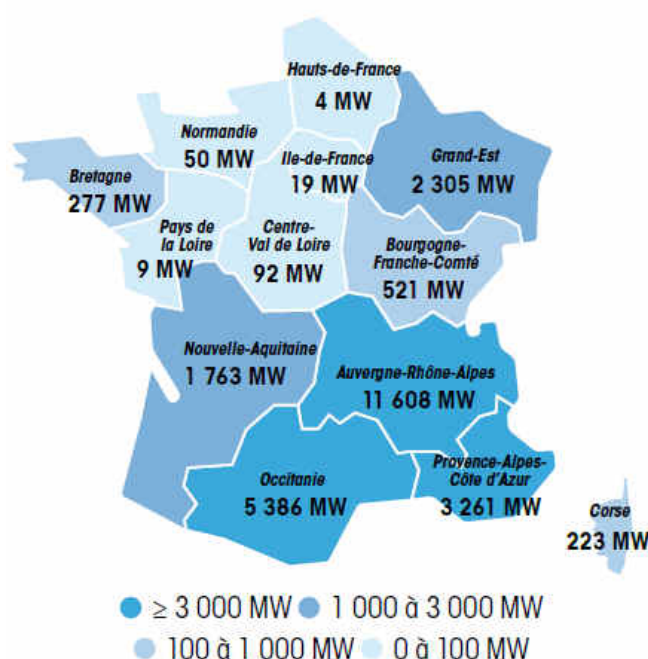 Hauts-de-France
4 MW
Normandie
50 MW
Ile-de-France
19 MW
Grand-Est
2 305 MW
Bretagne
277 MW
Pays de
la Loire
9 MW
Centre-
Val de Loire
92 MW
Bourgogne-
Franche-Comté
521 MW
Nouvelle-Aquitaine
1 763 MW
Auvergne-Rhône-Alpes
11 608 MW
Occitanie
5 386 MW
Provence-Alpes-
Côte d'Azur
3 261 MW
Corse
223 MW
≥ 3 000 MW
1 000 à 3 000 MW
100 à 1 000 MW
0 à 100 MW